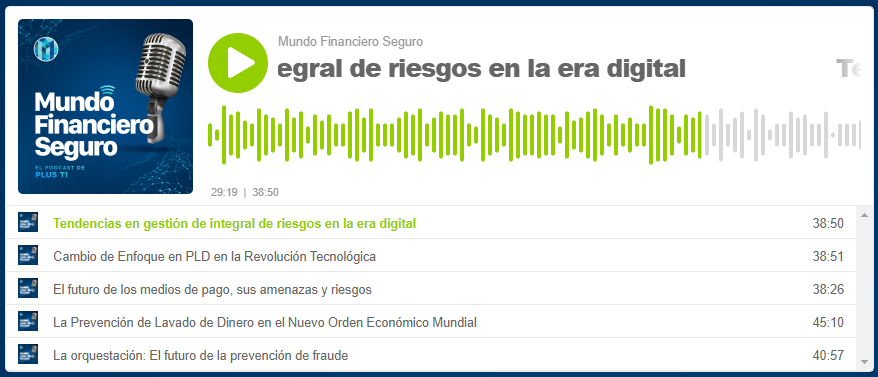 Mundo
Financiero
Seguro
EL PODCAST DE
PLUS TI
Mundo Financiero Seguro
egral de riesgos en la era digital
Te
29:19 | 38:50
Tendencias en gestión de integral de riesgos en la era digital 38:50
Cambio de Enfoque en PLD en la Revolución Tecnológica 38:51
El futuro de los medios de pago, sus amenazas y riesgos 38:26
La Prevención de Lavado de Dinero en el Nuevo Orden Económico Mundial 45:10
La orquestación: El futuro de la prevención de fraude 40:57